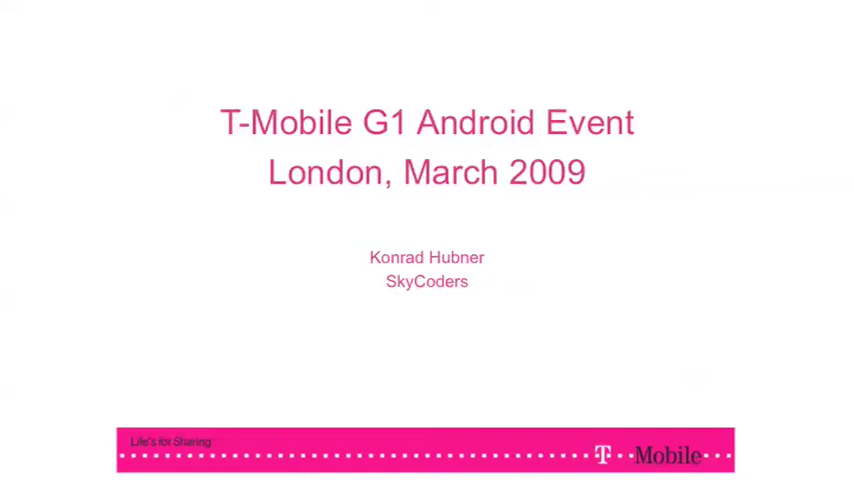 T-Mobile G1 Android Event
London, March 2009
Konrad Hubner
SkyCoders
Life's for Sharing
T Mobile